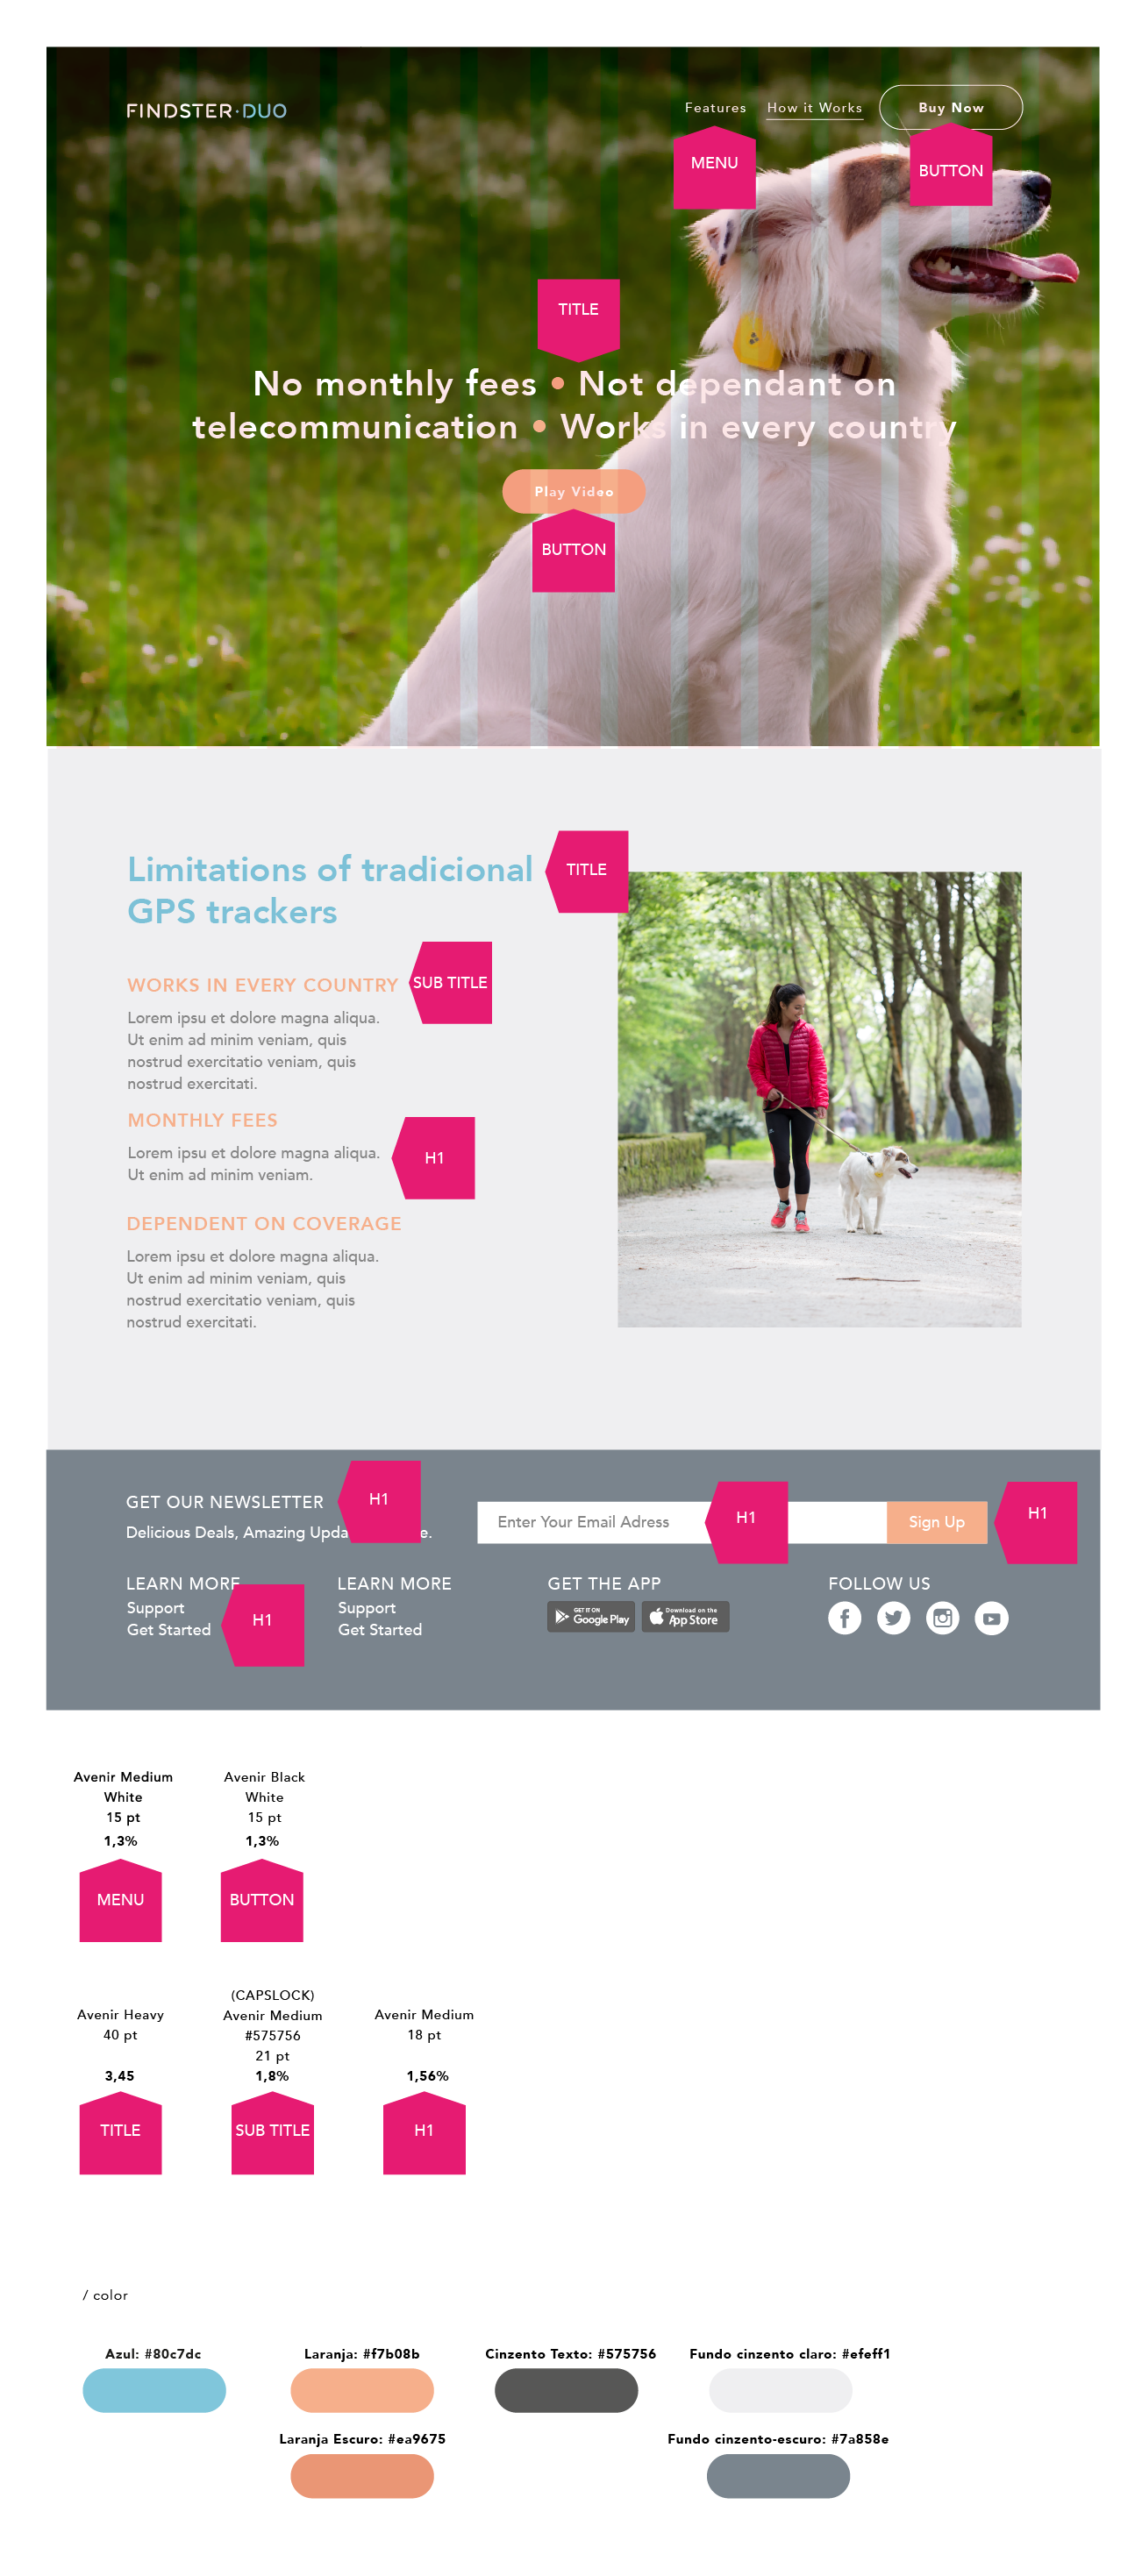 FINDSTER·DUO
Features How it Works Buy Now
MENU
BUTTON
TITLE
No monthly fees • Not dependant on
telecommunication • Works in every country
Play Video
BUTTON
Limitations of tradicional
GPS trackers
TITLE
WORKS IN EVERY COUNTRY
SUB TITLE
Lorem ipsu et dolore magna aliqua.
Ut enim ad minim veniam, quis
nostrud exercitatio veniam, quis
nostrud exercitati.
MONTHLY FEES
Lorem ipsu et dolore magna aliqua.
Ut enim ad minim veniam.
H1
DEPENDENT ON COVERAGE
Lorem ipsu et dolore magna aliqua.
Ut enim ad minim veniam, quis
nostrud exercitatio veniam, quis
nostrud exercitati.
GET OUR NEWSLETTER
H1
Delicious Deals, Amazing
Enter Your Email Adress
H1
Sign Up
H1
LEARN MORE
Support
Get Started
H1
LEARN MORE
Support
Get Started
GET THE APP
GET IT ON
Google Play
Download on the
App Store
FOLLOW US
Avenir Medium
White
15 pt
1,3%
MENU
Avenir Black
White
15 pt
1,3%
BUTTON
Avenir Heavy
40 pt
3,45
TITLE
(CAPSLOCK)
Avenir Medium
#575756
21 pt
1,8%
SUB TITLE
Avenir Medium
18 pt
1,56%
H1
/ color
Azul: #80c7dc
Laranja: #f7b08b
Cinzento Texto: #575756
Fundo cinzento claro: #efeff1
Laranja Escuro: #ea9675
Fundo cinzento-escuro: #7a858e